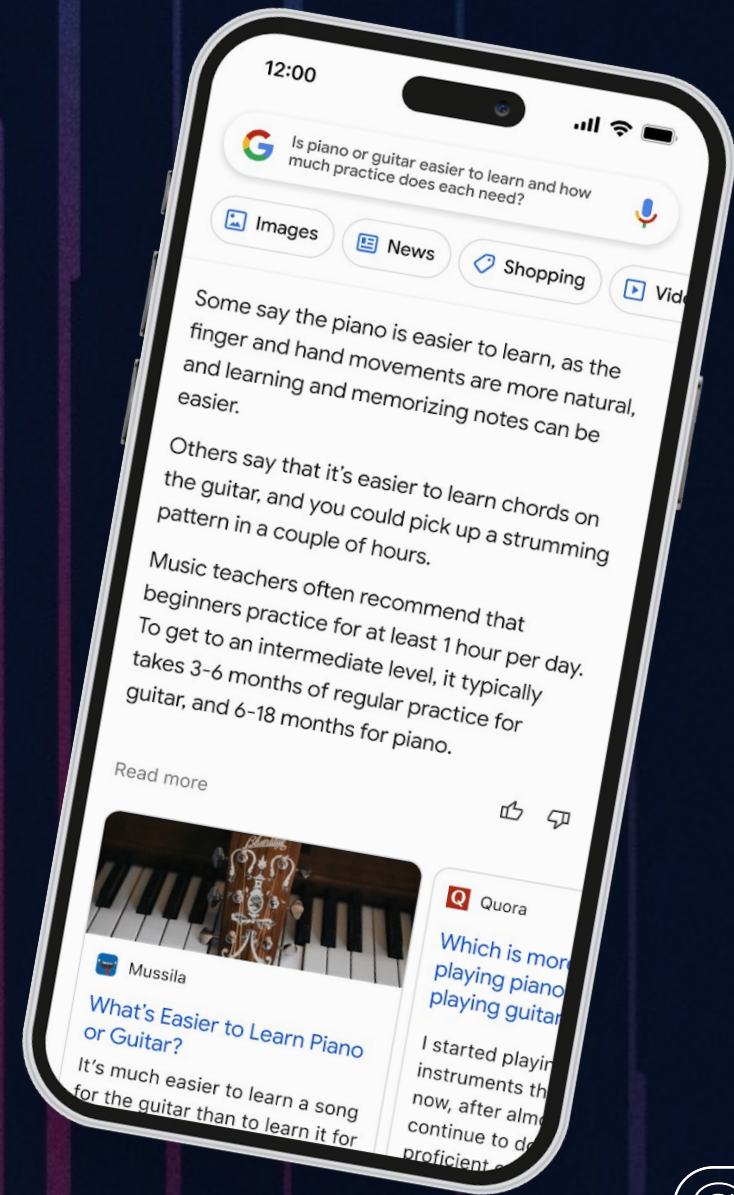 12:00
Is piano or guitar easier to learn and how
much practice does each need?
Images
News
Shopping
Some say the piano is easier to learn, as the
finger and hand movements are more natural,
and learning and memorizing notes can be
easier.
Others say that it’s easier to learn chords on
the guitar, and you could pick up a strumming
pattern in a couple of hours.
Music teachers often recommend that
beginners practice for at least 1 hour per day.
To get to an intermediate level, it typically
takes 3-6 months of regular practice for
guitar, and 6-18 months for piano.
Read more
Mussila
What’s Easier to Learn Piano
or Guitar?
It’s much easier to learn a song
for the guitar than to learn it for
Quora
Which is more
playing piano
playing guitar
I started
instruments
now, after
continue to
proficient